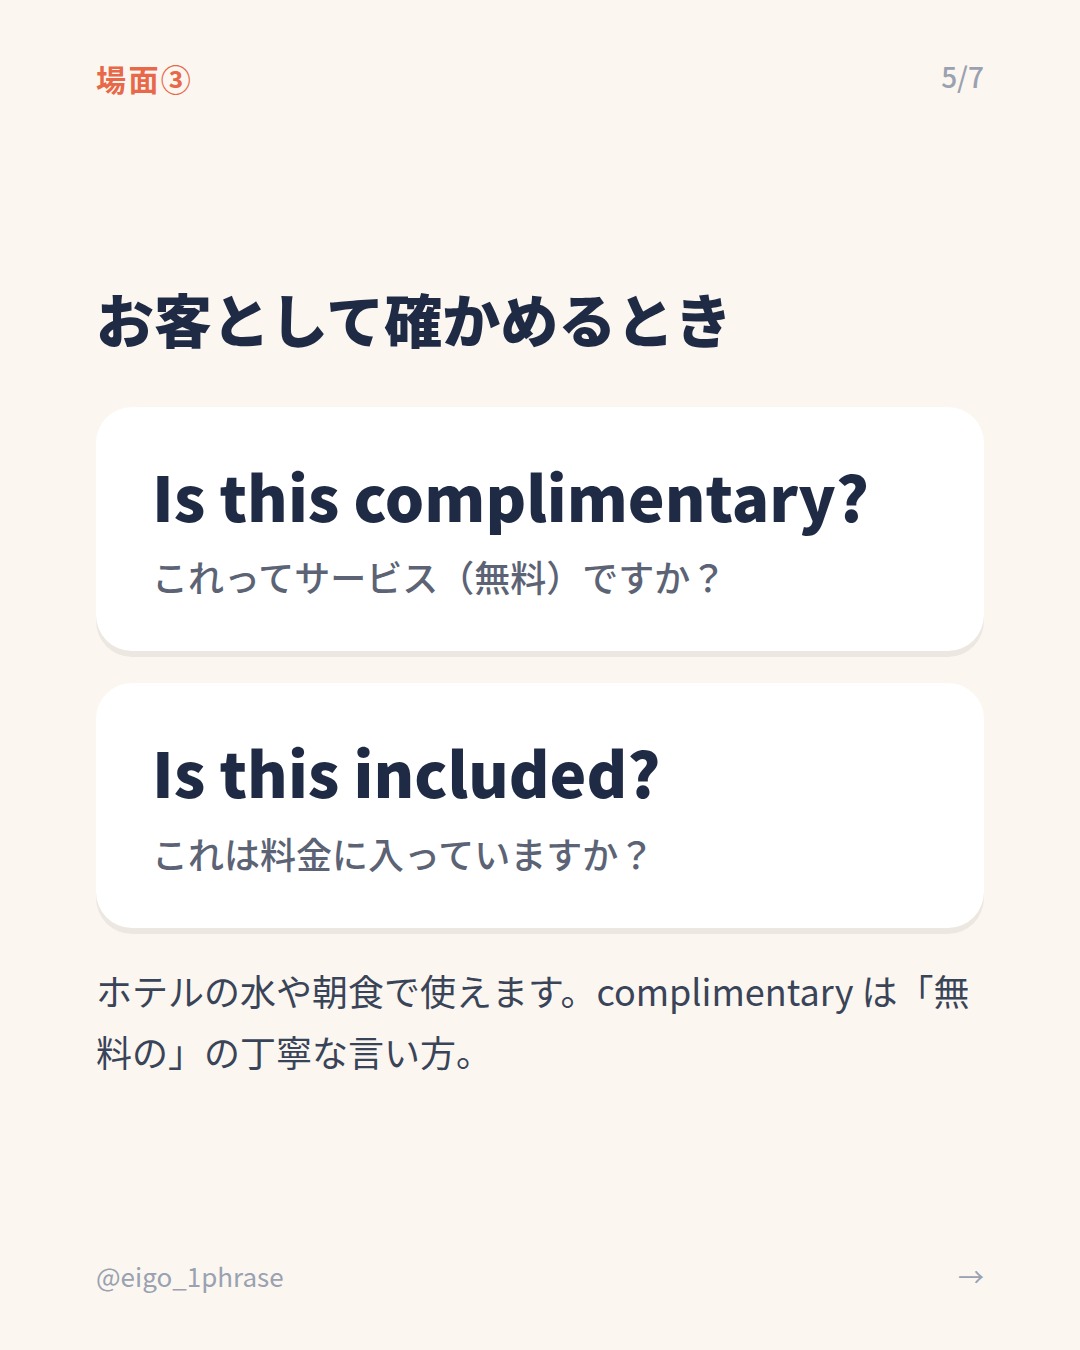 場面③
5/7
お客として確かめるとき
Is this complimentary?
これってサービス（無料）ですか？
Is this included?
これは料金に入っていますか？
ホテルの水や朝食で使えます。complimentary は「無
料の」の丁寧な言い方。
@eigo_1phrase
→